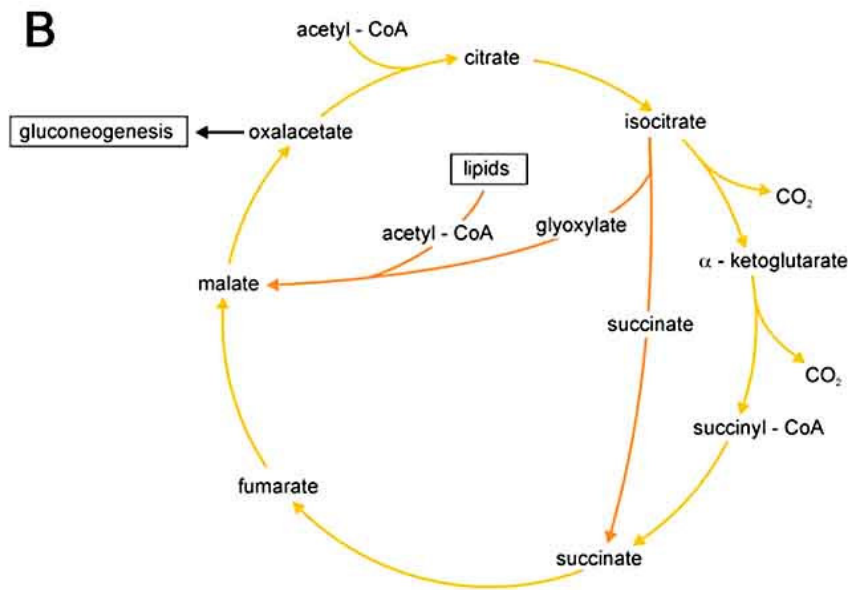 B
acetyl - CoA
citrate
gluconeogenesis
oxalacetate
isocitrate
lipids
CO₂
glyoxylate
acetyl - CoA
α - ketoglutarate
malate
succinate
CO₂
succinyl - CoA
fumarate
succinate